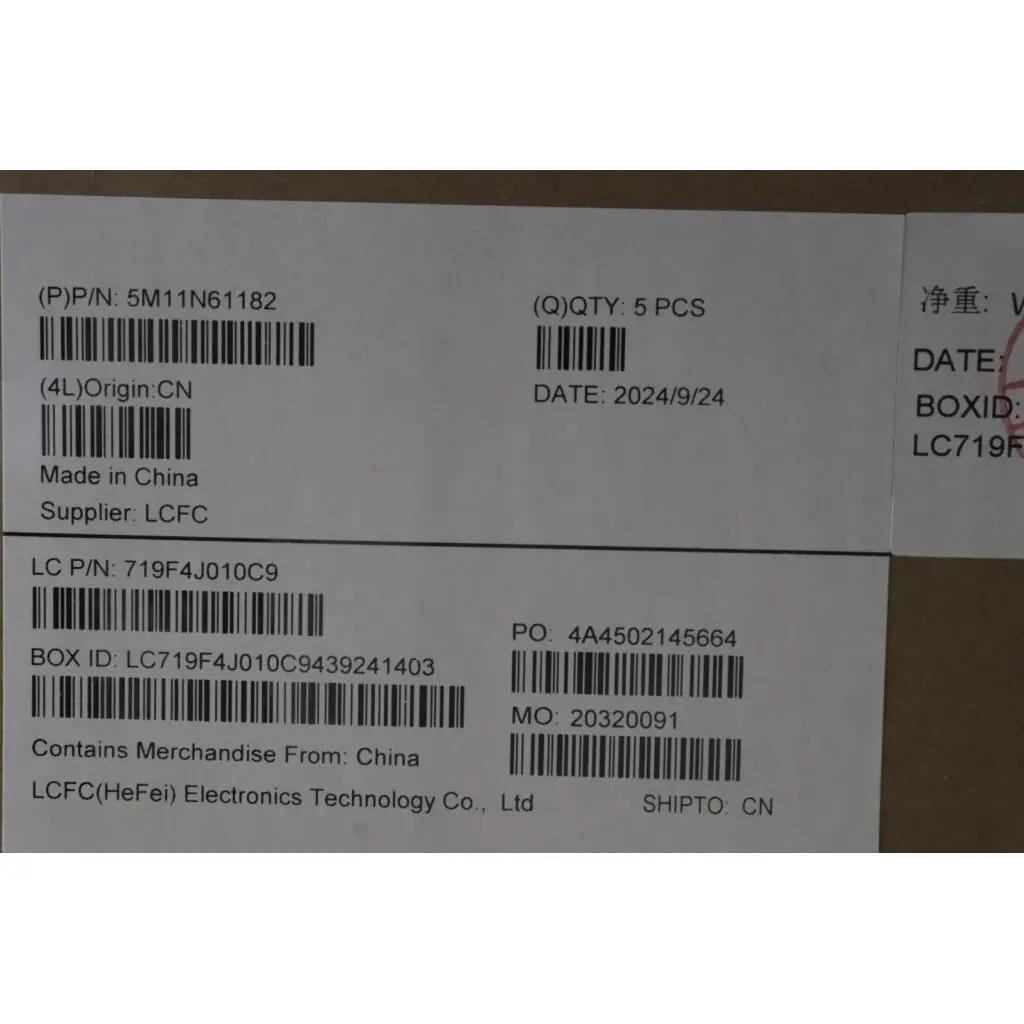 (P)P/N: 5M11N61182
(Q)QTY: 5 PCS
(4L)Origin:CN
DATE: 2024/9/24
Made in China
Supplier: LCFC
LC P/N: 719F4J010C9
PO: 4A4502145664
BOX ID: LC719F4J010C9439241403
MO: 20320091
Contains Merchandise From: China
LCFC(HeFei) Electronics Technology Co., Ltd
SHIPTO: CN
净重:
DATE:
BOXID:
LC719F